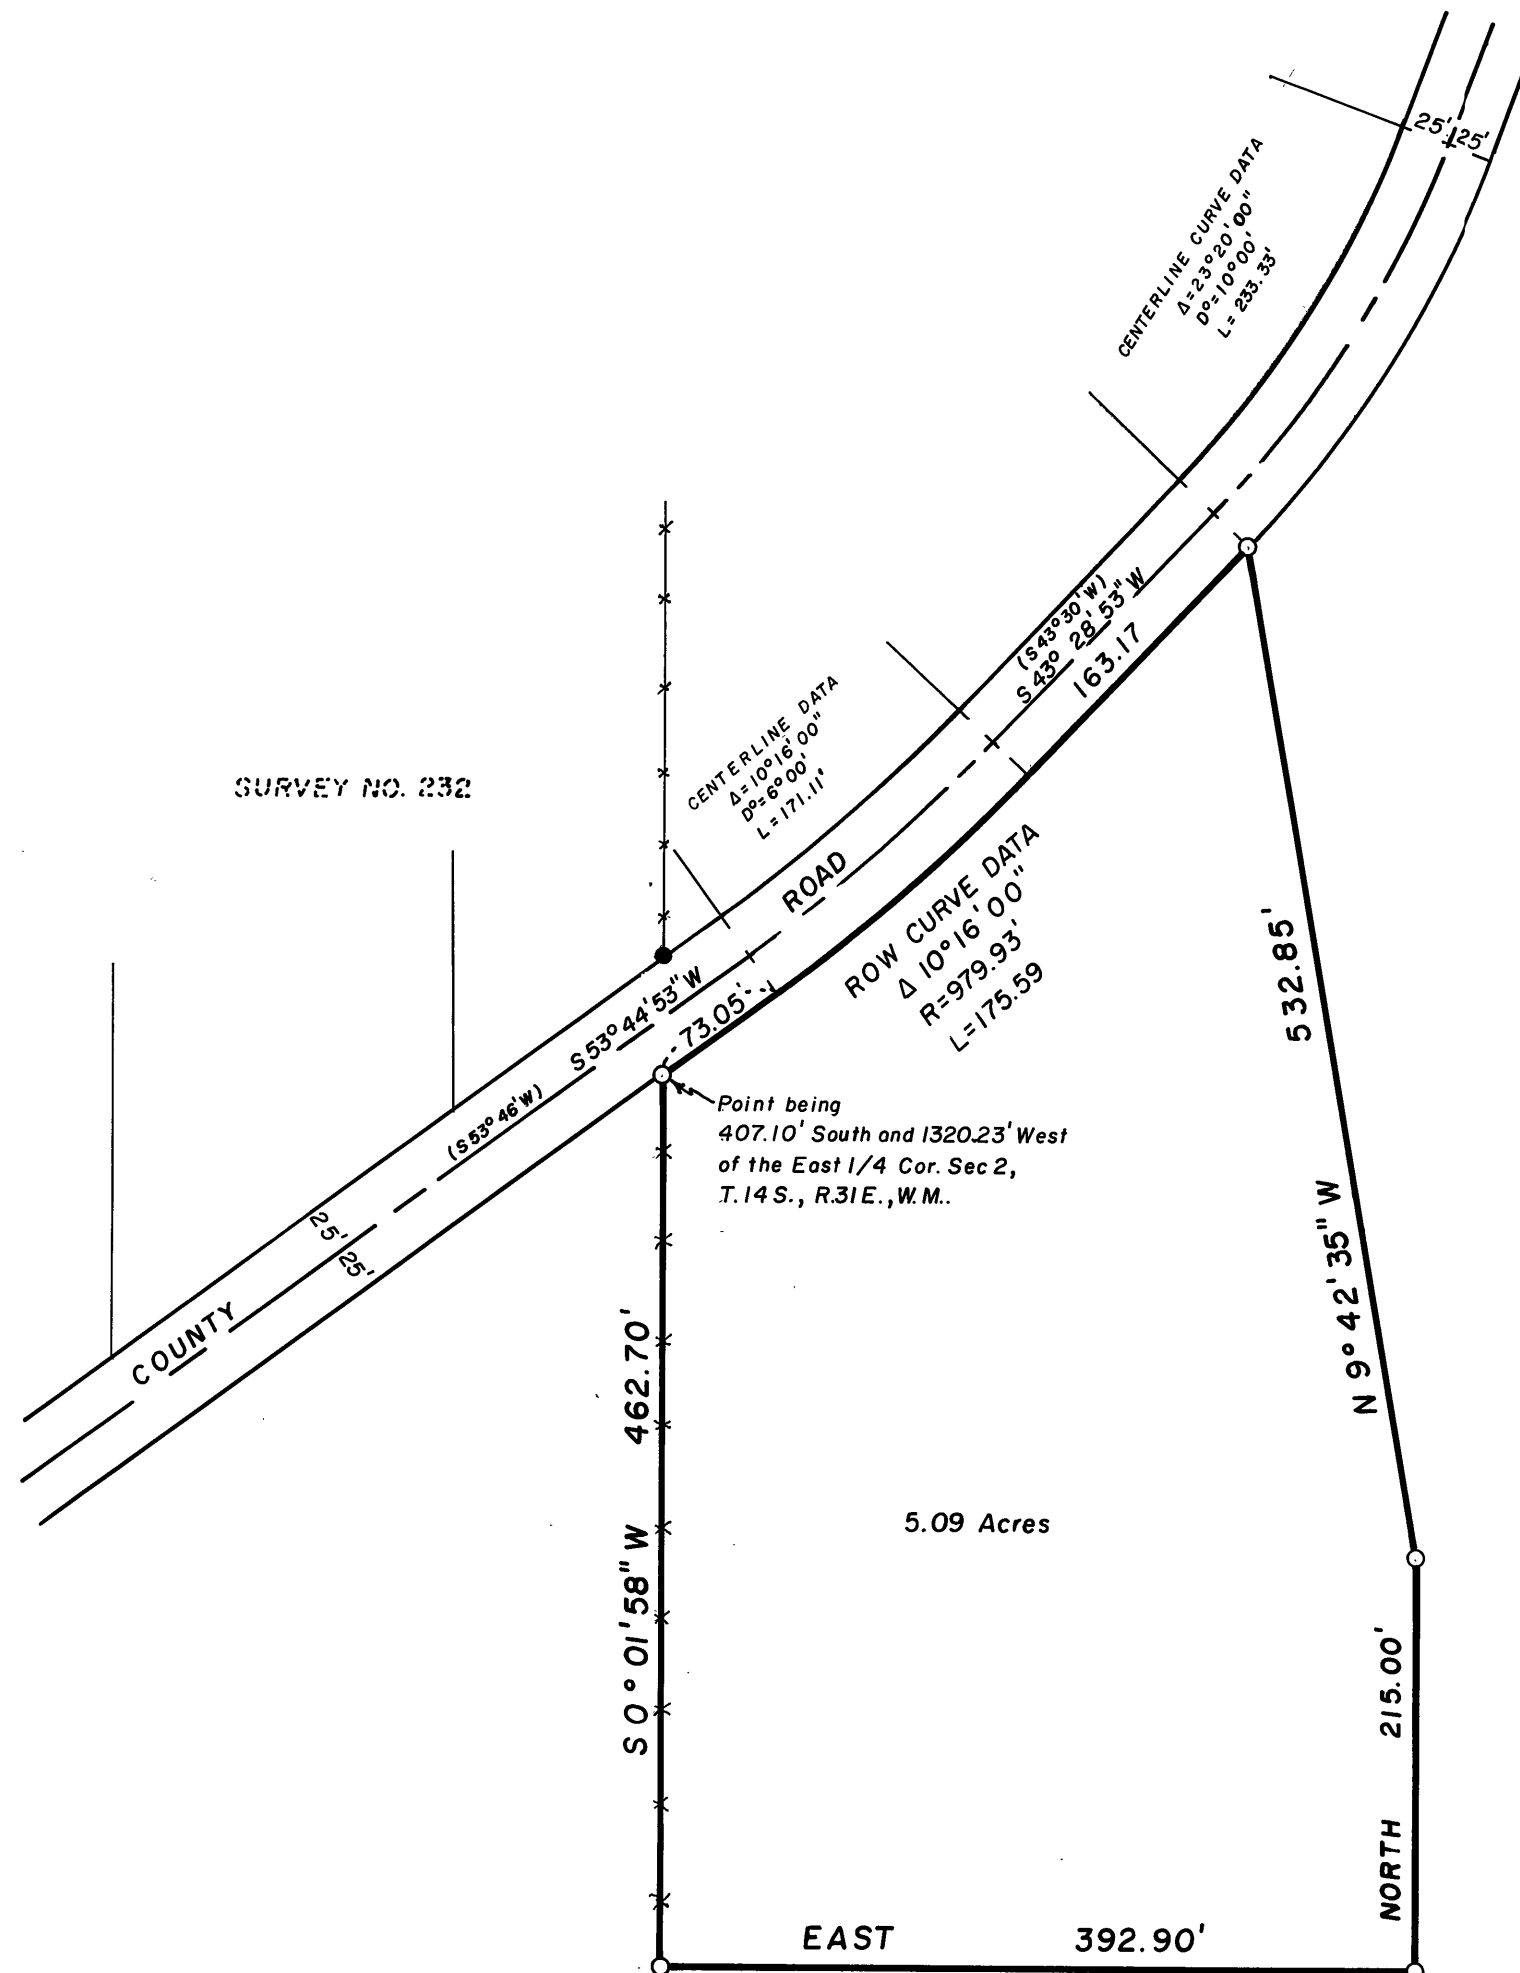 25' 25'
CENTERLINE CURVE DATA
Δ=23°20'00"
D°=10°00'
L=233.33'
(S43°30'W)
S 43° 28' 53" W
163.17
CENTERLINE DATA
Δ=10°16'00"
D°=6°00'
L=171.11'
SURVEY NO. 232
ROAD
ROW CURVE DATA
Δ 10°16'00"
R=979.93'
L=175.59
532.85'
N 9° 42' 35" W
S 53° 44' 53" W
73.05'
(S 53° 46' W)
Point being
407.10' South and 1320.23' West
of the East 1/4 Cor. Sec 2,
T.14 S., R.31 E., W.M..
25'
25'
COUNTY
462.70'
S 0° 01' 58" W
5.09 Acres
215.00'
NORTH
EAST 392.90'